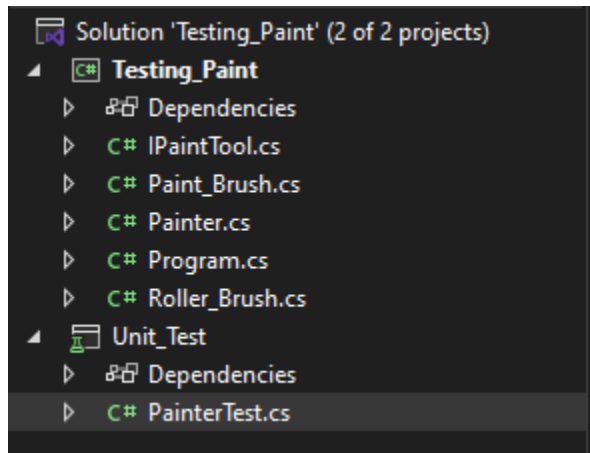 Solution 'Testing_Paint' (2 of 2 projects)
C# Testing_Paint
Dependencies
C# IPaintTool.cs
C# Paint_Brush.cs
C# Painter.cs
C# Program.cs
C# Roller_Brush.cs
Unit_Test
Dependencies
C# PainterTest.cs